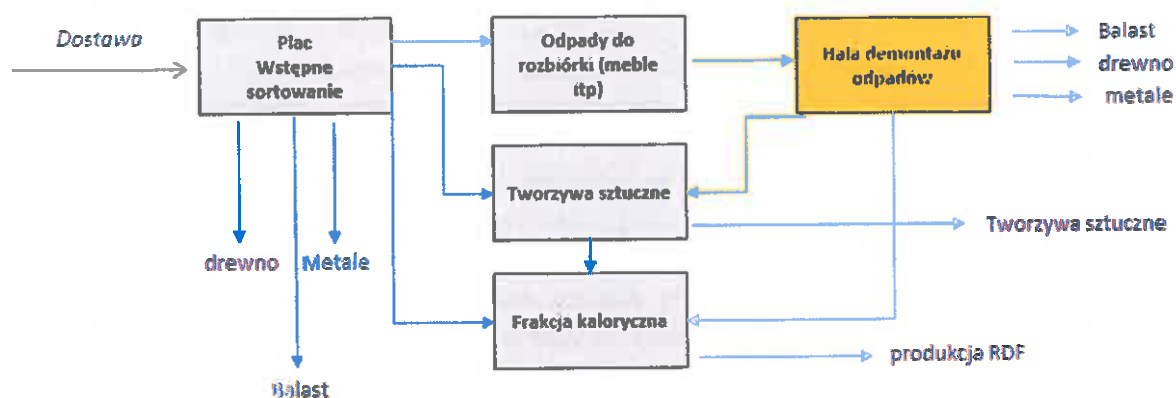 Dostawa
Plac
Wstępne
sortowanie
Odpady do
rozbiórki (meble
itp)
Hala demontażu
odpadów
Balast
drewno
metale
Tworzywa sztuczne
Tworzywa sztuczne
drewno
Metale
Frakcja kaloryczna
produkcja RDF
Balast